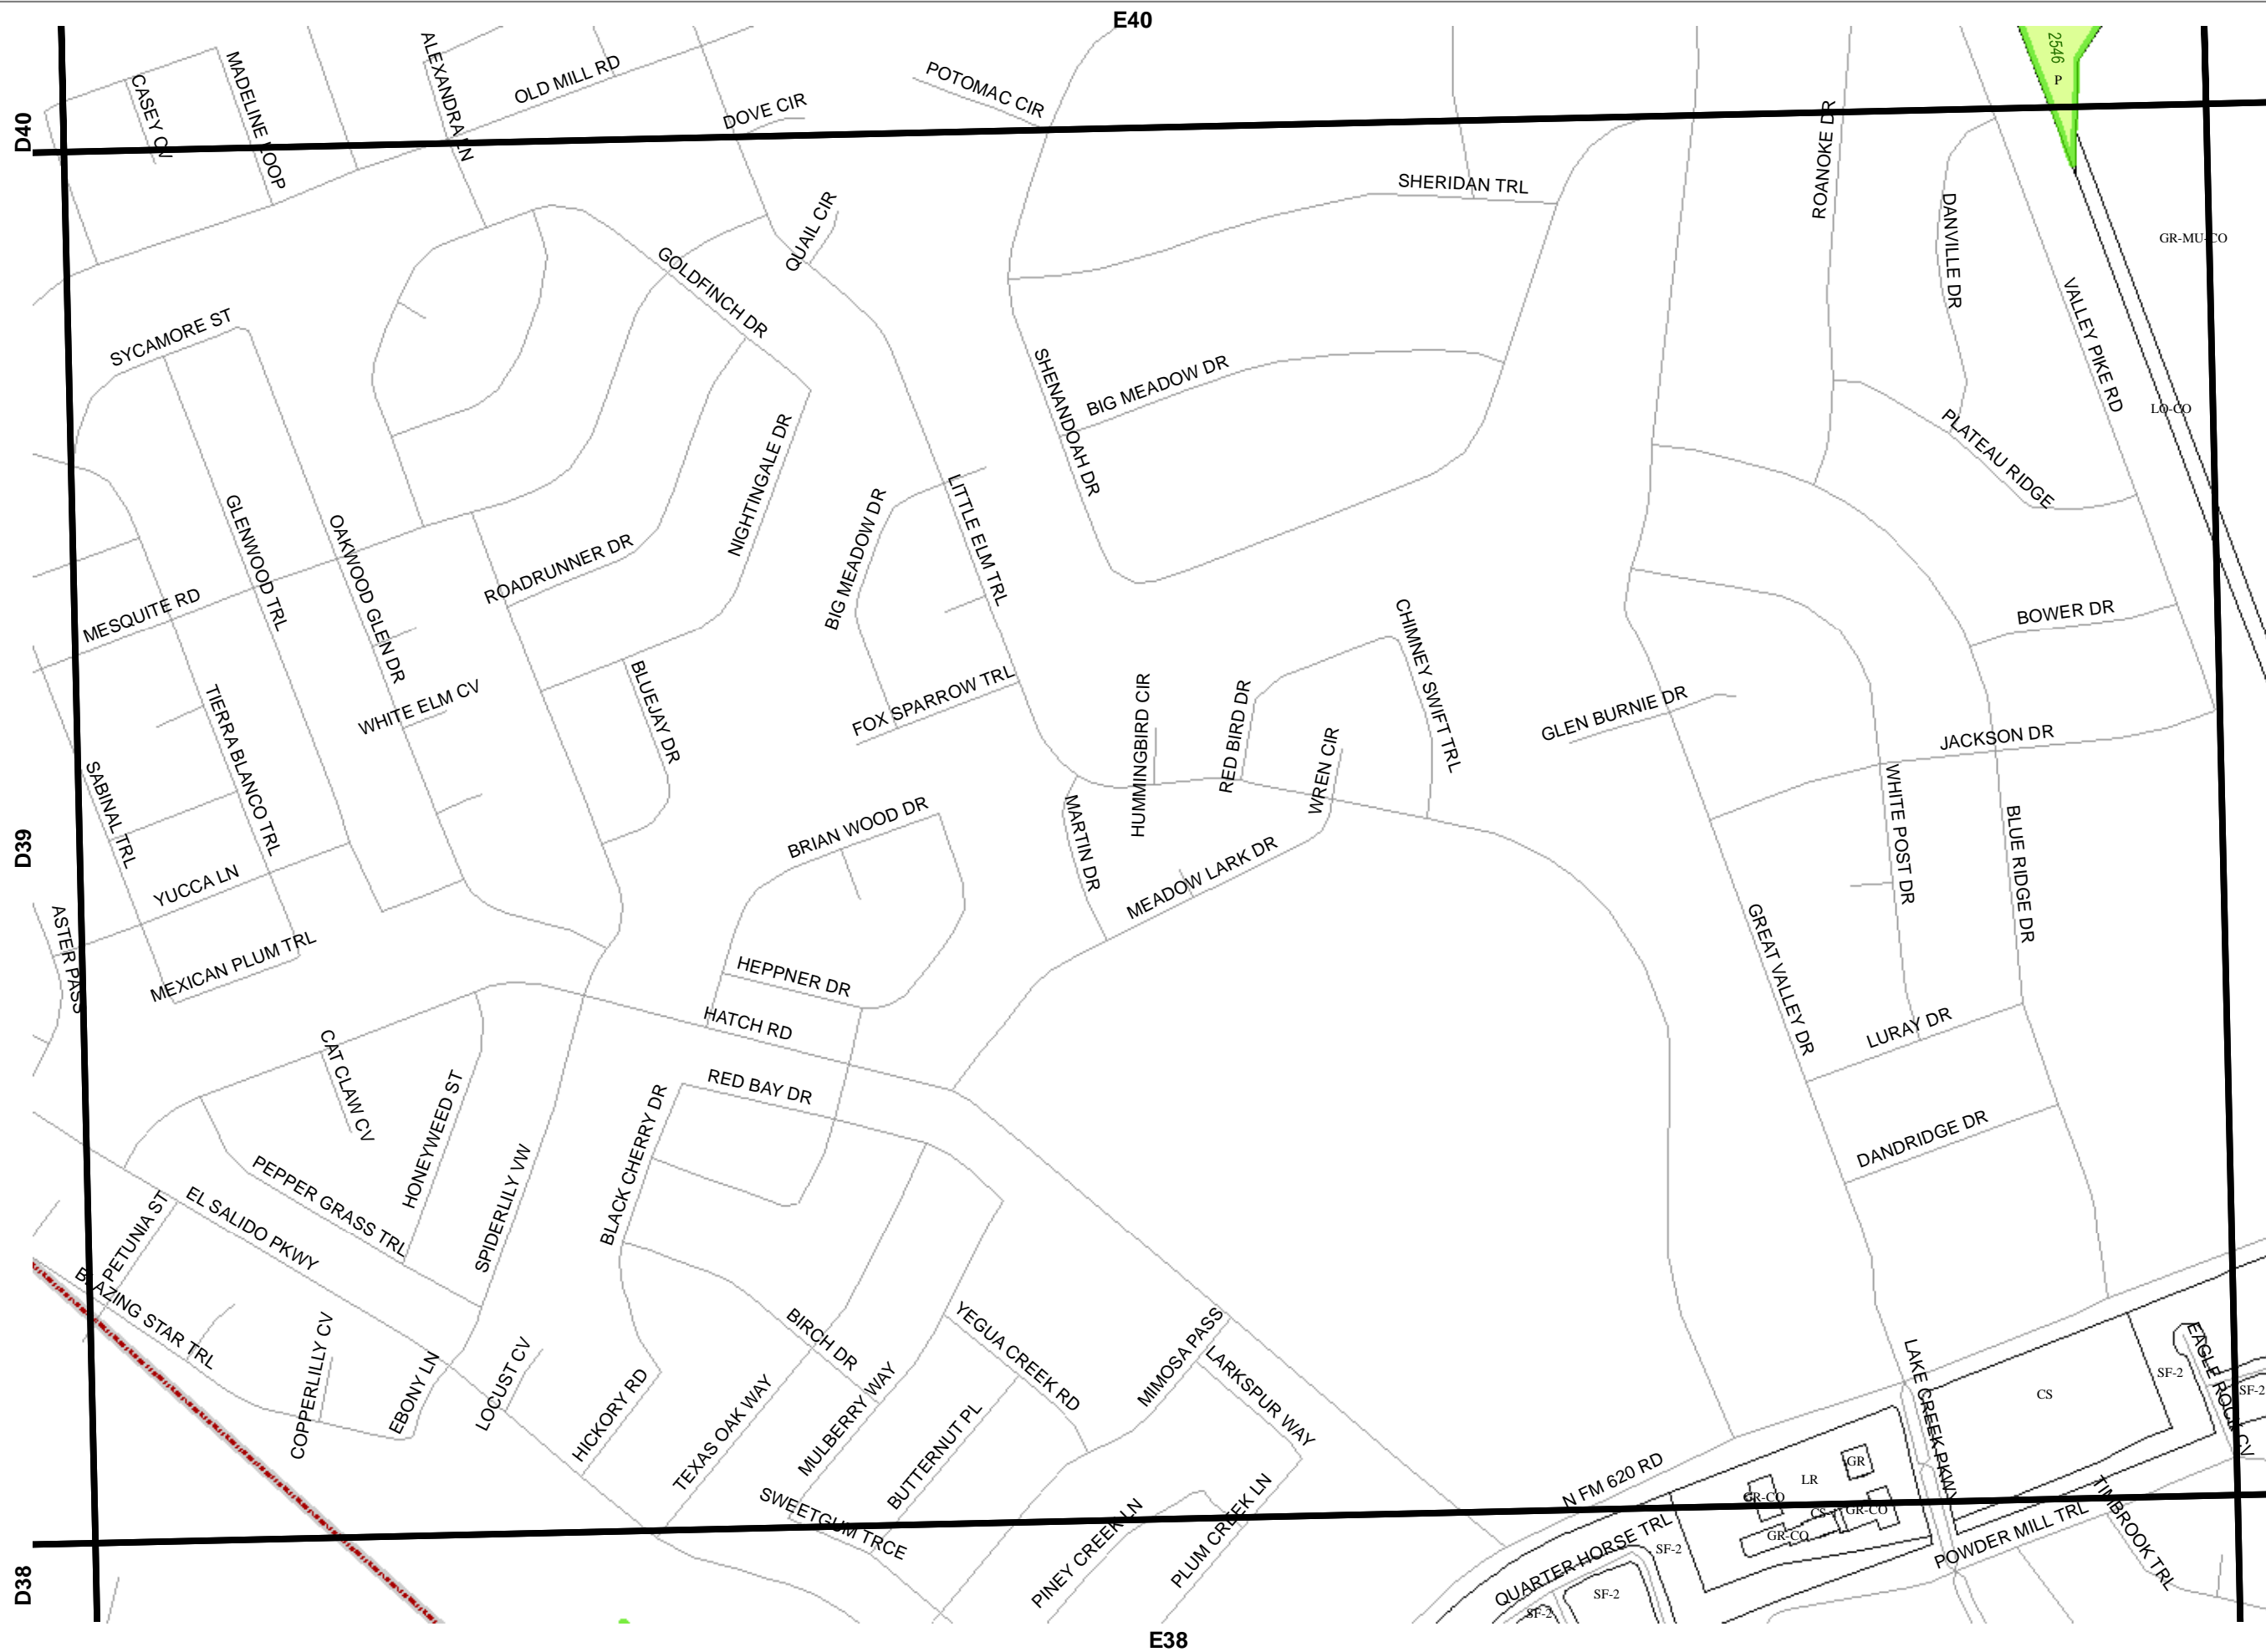 E40
D40
CASEY CV
MADELINE LOOP
ALEXANDRA LN
OLD MILL RD
DOVE CIR
POTOMAC CIR
2546
P
ROANOKE DR
SHERIDAN TRL
QUAIL CIR
DANVILLE DR
GR-MU-CO
GOLDFINCH DR
SYCAMORE ST
VALLEY PIKE RD
SHENANDOAH DR
BIG MEADOW DR
LO-CO
PLATEAU RIDGE
NIGHTINGALE DR
BIG MEADOW DR
LITTLE ELM TRL
GLENWOOD TRL
OAKWOOD GLEN DR
ROADRUNNER DR
MESQUITE RD
CHIMNEY SWIFT TRL
BOWER DR
TIERRA BLANCO TRL
WHITE ELM CV
BLUEJAY DR
FOX SPARROW TRL
HUMMINGBIRD CIR
RED BIRD DR
WREN CIR
GLEN BURNIE DR
JACKSON DR
SABINAL TRL
WHITE POST DR
BLUE RIDGE DR
D39
BRIAN WOOD DR
MARTIN DR
MEADOW LARK DR
YUCCA LN
ASTER PASS
MEXICAN PLUM TRL
GREAT VALLEY DR
HEPPNER DR
HATCH RD
LURAY DR
CAT CLAW CV
HONEYWEED ST
RED BAY DR
BLACK CHERRY DR
DANDRIDGE DR
PEPPER GRASS TRL
SPIDERLILY VW
EL SALIDO PKWY
PETUNIA ST
BLAZING STAR TRL
COPPERLILLY CV
EBONY LN
LOCUST CV
HICKORY RD
BIRCH DR
TEXAS OAK WAY
MULBERRY WAY
YEGUA CREEK RD
BUTTERNUT PL
MIMOSA PASS
LARKSPUR WAY
LAKE CREEK PKWY
EAGLE ROCK CV
SF-2
SF-2
CS
N FM 620 RD
GR
LR
GR-CO
CS
GR-CO
GR-CO
SWEETGUM TRCE
PINEY CREEK LN
PLUM CREEK LN
QUARTER HORSE TRL
SF-2
SF-2
SF-2
POWDER MILL TRL
TIMBROOK TRL
D38
E38